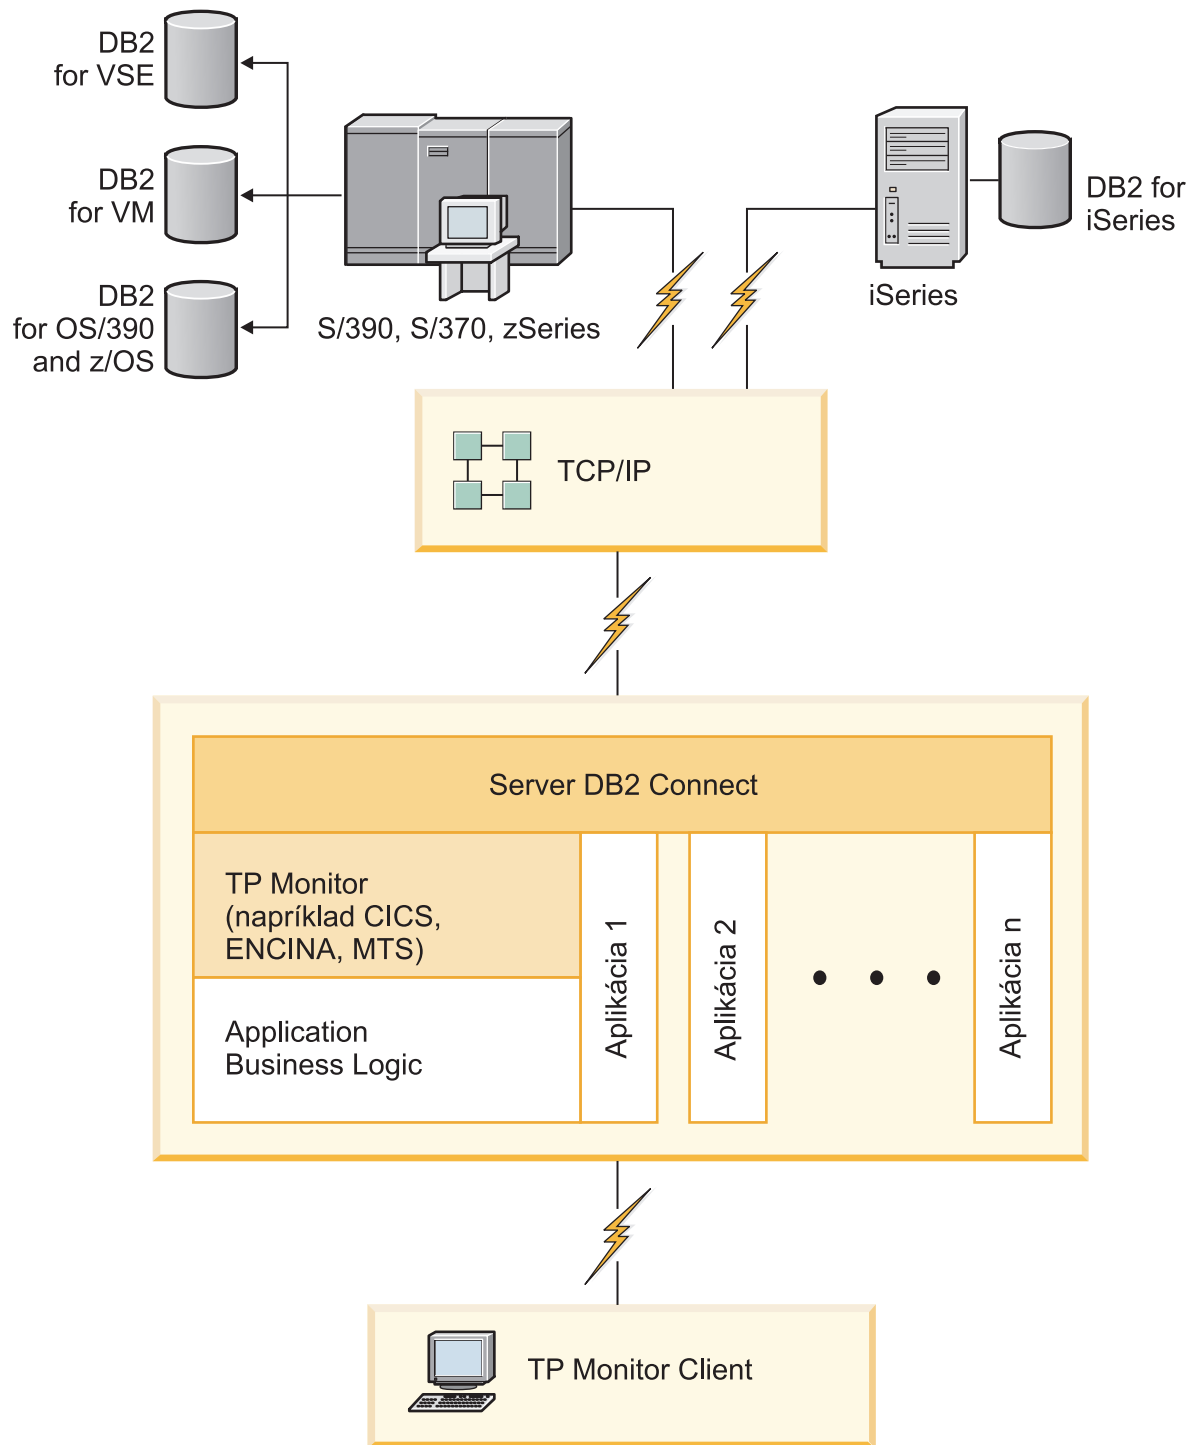 DB2
for VSE
DB2
for VM
DB2
for OS/390
and z/OS
S/390, S/370, zSeries
iSeries
DB2 for
iSeries
TCP/IP
Server DB2 Connect
TP Monitor
(napríklad CICS,
ENCINA, MTS)
Application
Business Logic
Aplikácia 1
Aplikácia 2
Aplikácia n
TP Monitor Client